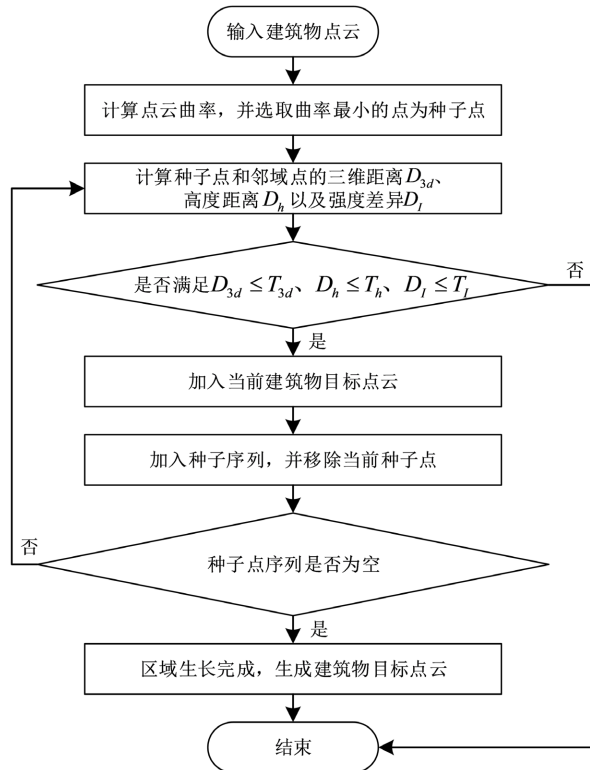 输入建筑物点云
计算点云曲率，并选取曲率最小的点为种子点
计算种子点和邻域点的三维距离D3d、
高度距离Dh以及强度差异DI
是否满足D3d ≤ T3d、Dh ≤ Th、DI ≤ TI
否
是
加入当前建筑物目标点云
加入种子序列，并移除当前种子点
否
种子点序列是否为空
是
区域生长完成，生成建筑物目标点云
结束